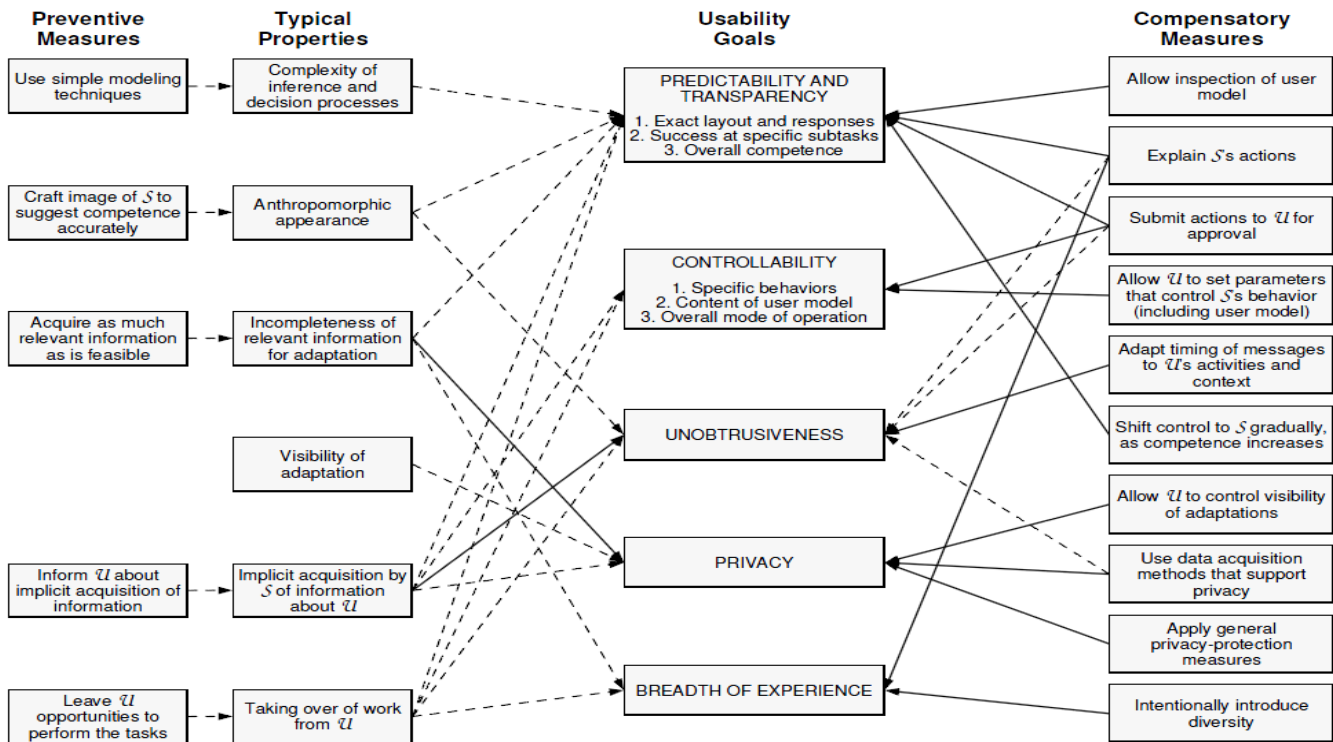 Preventive
Measures
Typical
Properties
Usability
Goals
Compensatory
Measures
Use simple modeling
techniques
Complexity of
inference and
decision processes
Craft image of S to
suggest competence
accurately
Anthropomorphic
appearance
Acquire as much
relevant information
as is feasible
Incompleteness of
relevant information
for adaptation
Visibility of
adaptation
Inform U about
implicit acquisition of
information
Implicit acquisition by
S of information
about U
Leave U
opportunities to
perform the tasks
Taking over of work
from U
PREDICTABILITY AND
TRANSPARENCY
1. Exact layout and responses
2. Success at specific subtasks
3. Overall competence
CONTROLLABILITY
1. Specific behaviors
2. Content of user model
3. Overall mode of operation
UNOBTRUSIVENESS
PRIVACY
BREADTH OF EXPERIENCE
Allow inspection of user
model
Explain S's actions
Submit actions to U for
approval
Allow U to set parameters
that control S's behavior
(including user model)
Adapt timing of messages
to U's activities and
context
Shift control to S gradually,
as competence increases
Allow U to control visibility
of adaptations
Use data acquisition
methods that support
privacy
Apply general
privacy-protection
measures
Intentionally introduce
diversity